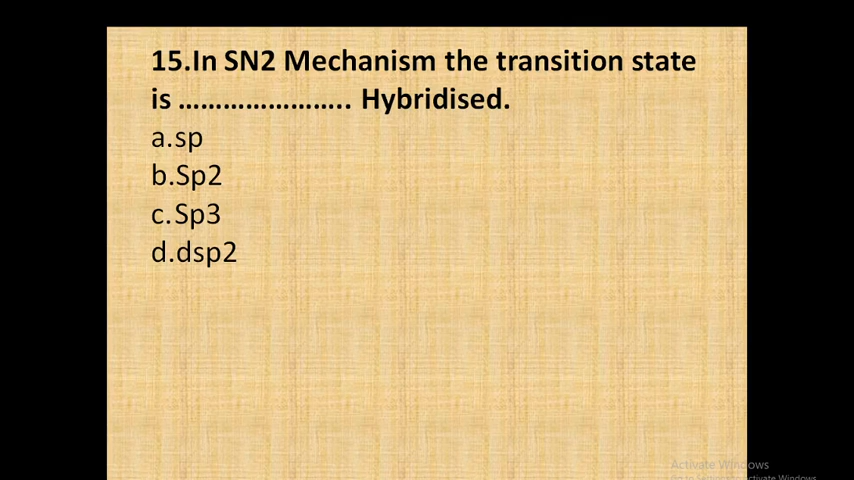 15.In SN2 Mechanism the transition state
is ………………….. Hybridised.
a.sp
b.Sp2
c.Sp3
d.dsp2
Activate Windows